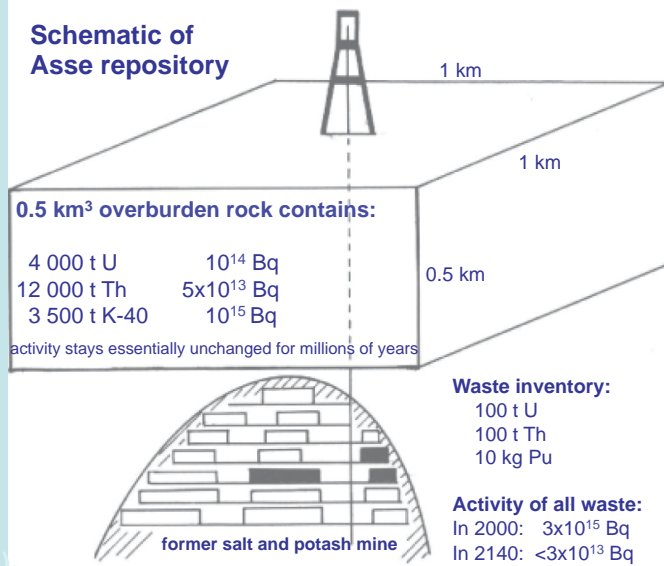 Schematic of
Asse repository
1 km
1 km
0.5 km³ overburden rock contains:
4 000 t U 10¹⁴ Bq
12 000 t Th 5x10¹³ Bq
3 500 t K-40 10¹⁵ Bq
activity stays essentially unchanged for millions of years
0.5 km
Waste inventory:
100 t U
100 t Th
10 kg Pu
Activity of all waste:
In 2000: 3x10¹⁵ Bq
In 2140: <3x10¹³ Bq
former salt and potash mine